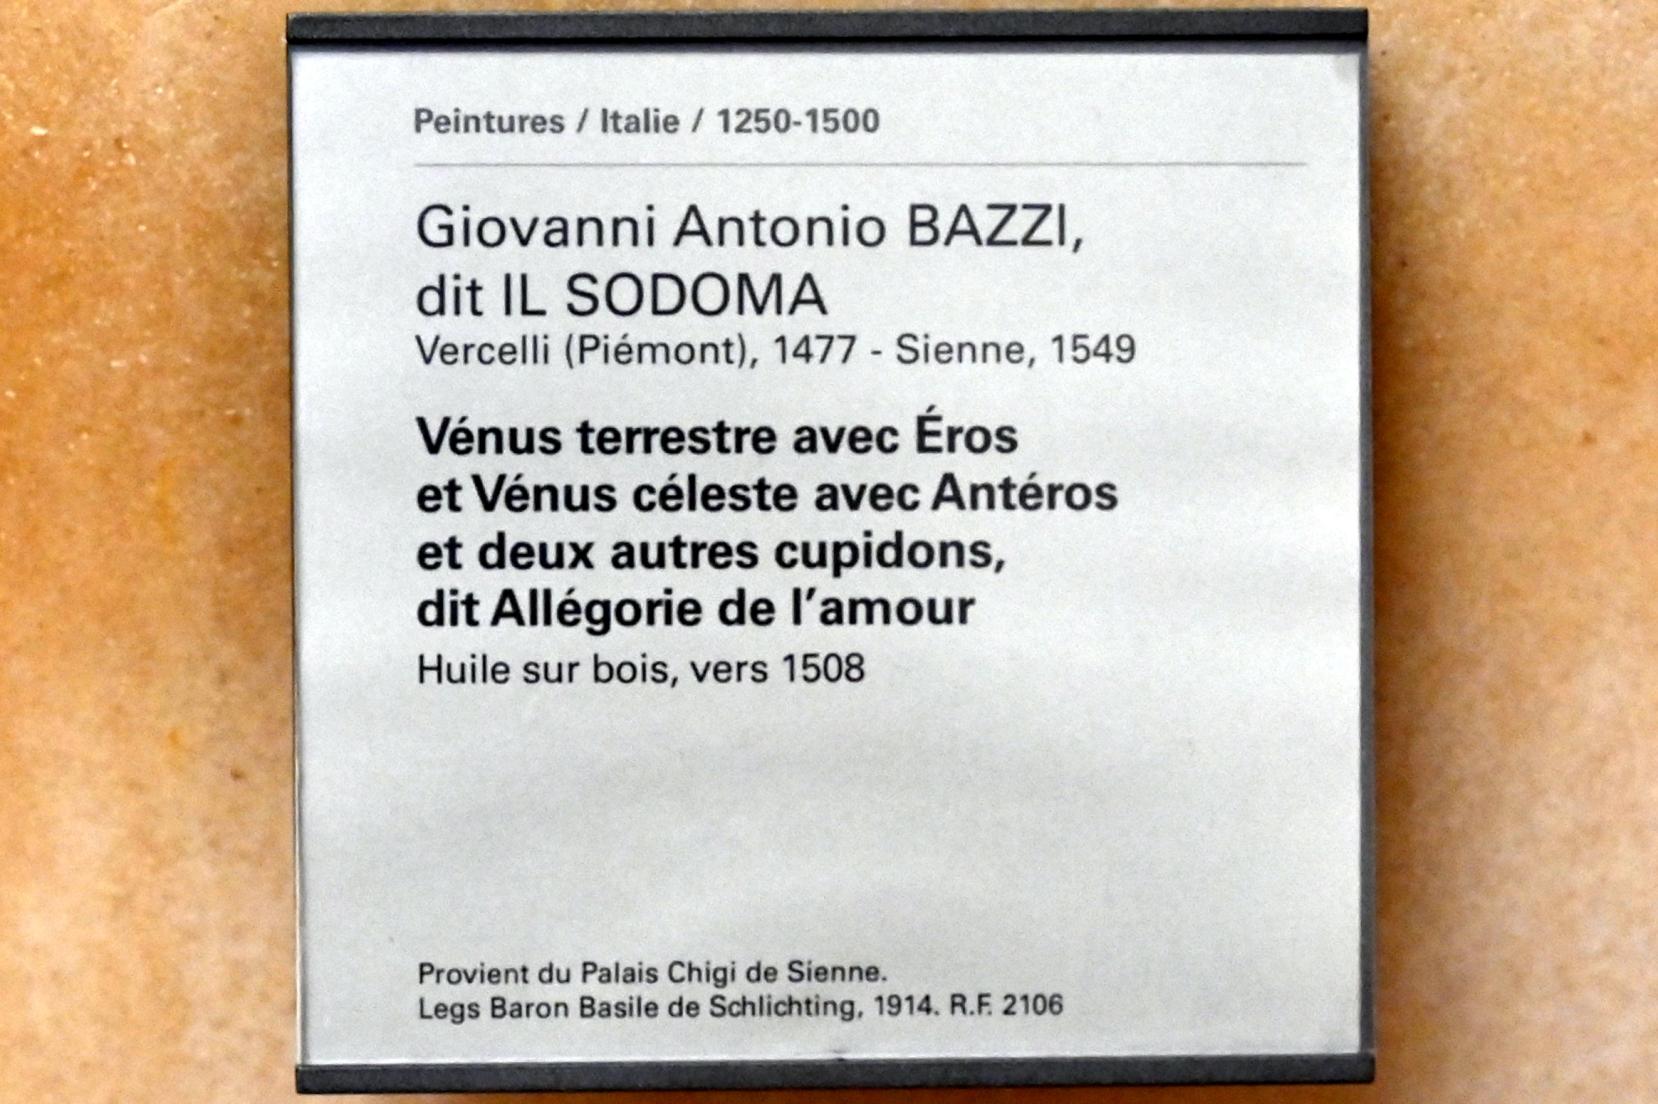 Peintures / Italie / 1250-1500
Giovanni Antonio BAZZI,
dit IL SODOMA
Vercelli (Piémont), 1477 - Sienne, 1549
Vénus terrestre avec Éros
et Vénus céleste avec Antéros
et deux autres cupidons,
dit Allégorie de l'amour
Huile sur bois, vers 1508
Provient du Palais Chigi de Sienne.
Legs Baron Basile de Schlichting, 1914. R.F. 2106